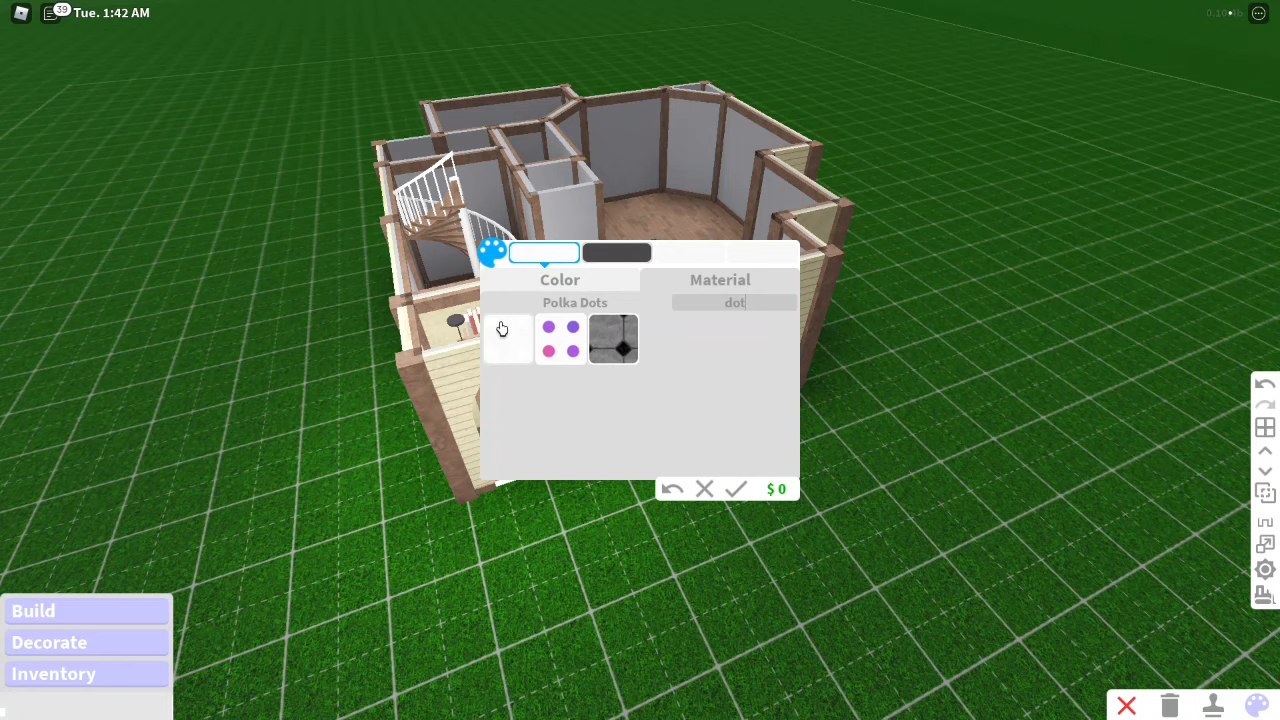 39
Tue. 1:42 AM
Color
Material
Polka Dots
dot
$ 0
Build
Decorate
Inventory